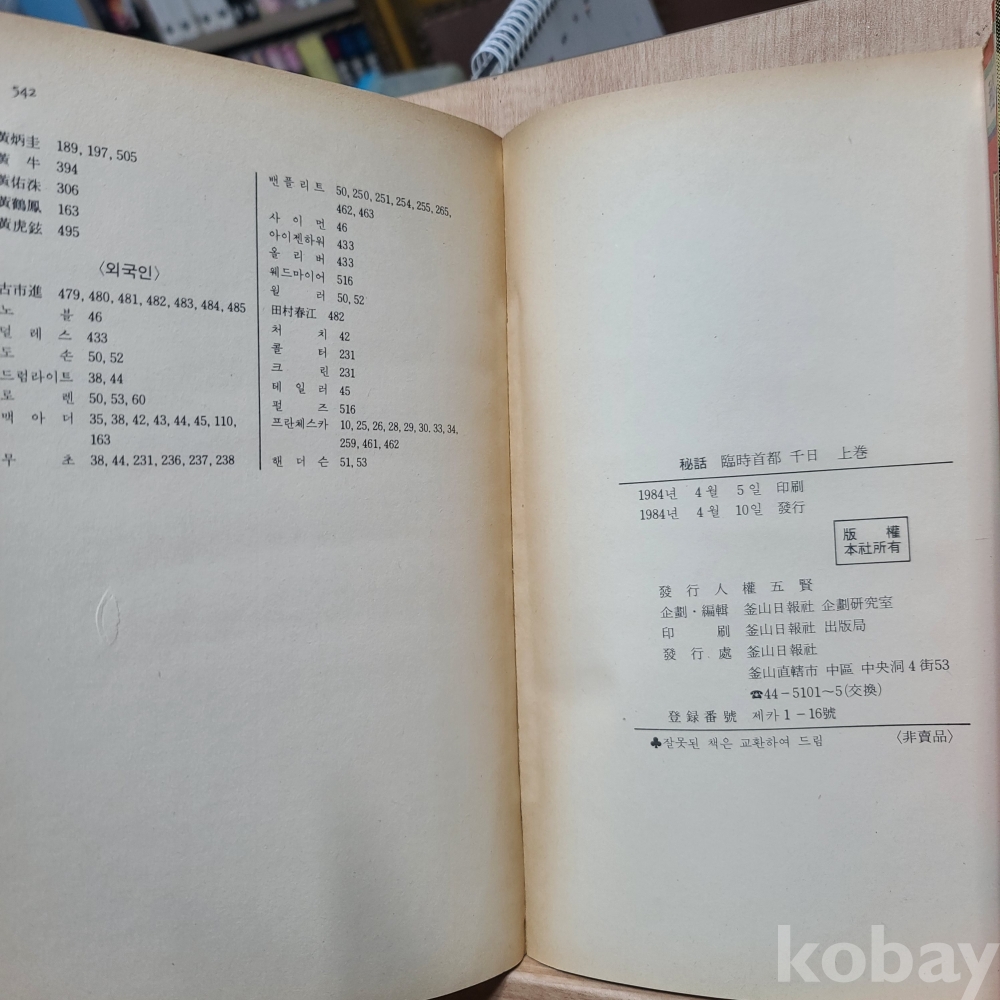 542
黃炳圭 189, 197, 505
黃 牛 394
黃佑洙 306
黃鶴鳳 163
黃虎鉉 495
〈외국인〉
古市進 479, 480, 481, 482, 483, 484, 485
노 블 46
덜 레 스 433
도 손 50, 52
드럼라이트 38, 44
로 렌 50, 53, 60
맥 아 더 35, 38, 42, 43, 44, 45, 110,
163
무 초 38, 44, 231, 236, 237, 238
밴 플 리 트 50, 250, 251, 254, 255, 265,
462, 463
사 이 먼 46
아이젠하워 433
올 리 버 433
웨드마이어 516
윌 러 50, 52
田村春江 482
처 치 42
콜 터 231
크 린 231
테 일 러 45
펄 즈 516
프란체스카 10, 25, 26, 28, 29, 30. 33, 34,
259, 461, 462
핸 더 슨 51, 53
秘話 臨時首都 千日 上卷
1984년 4월 5일 印刷
1984년 4월 10일 發行
版 權
本社所有
發 行 人 權 五 賢
企劃·編輯 釜山日報社 企劃硏究室
印 刷 釜山日報社 出版局
發 行 處 釜山日報社
釜山直轄市 中區 中央洞 4 街 53
☎44-5101~5(交換)
登錄番號 제카 1-16號
♣잘못된 책은 교환하여 드림 〈非賣品〉
kobay